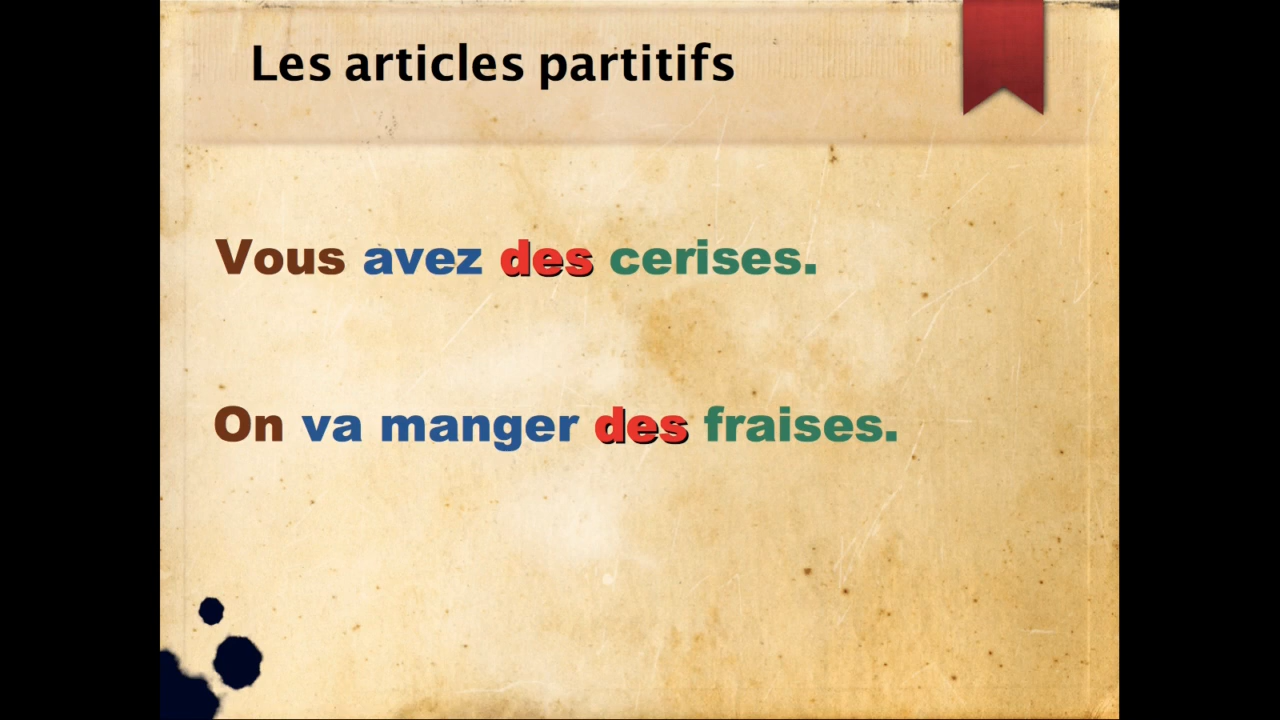 Les articles partitifs
Vous avez des cerises.
On va manger des fraises.